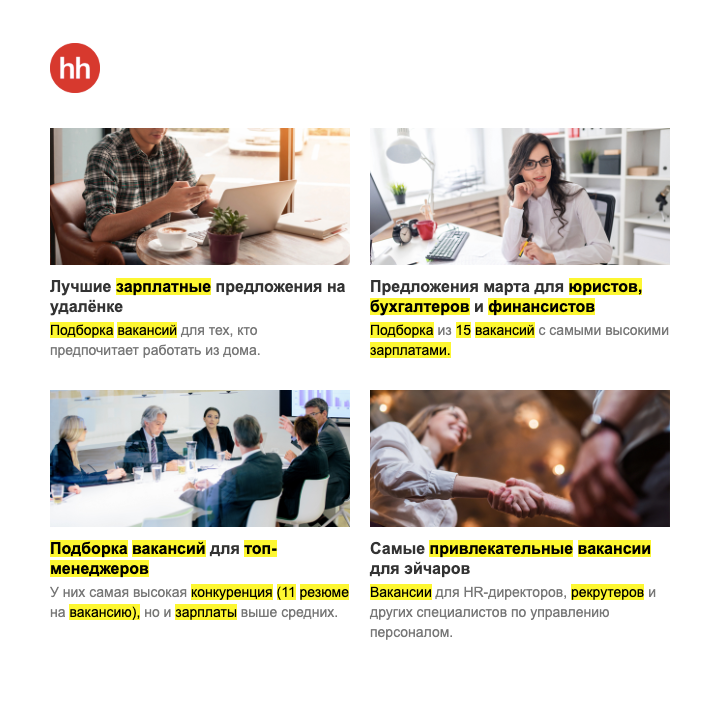 hh
Лучшие зарплатные предложения на
удалёнке
Подборка вакансий для тех, кто
предпочитает работать из дома.
Предложения марта для юристов,
бухгалтеров и финансистов
Подборка из 15 вакансий с самыми высокими
зарплатами.
Подборка вакансий для топ-
менеджеров
У них самая высокая конкуренция (11 резюме
на вакансию), но и зарплаты выше средних.
Самые привлекательные вакансии
для эйчаров
Вакансии для HR-директоров, рекрутеров и
других специалистов по управлению
персоналом.